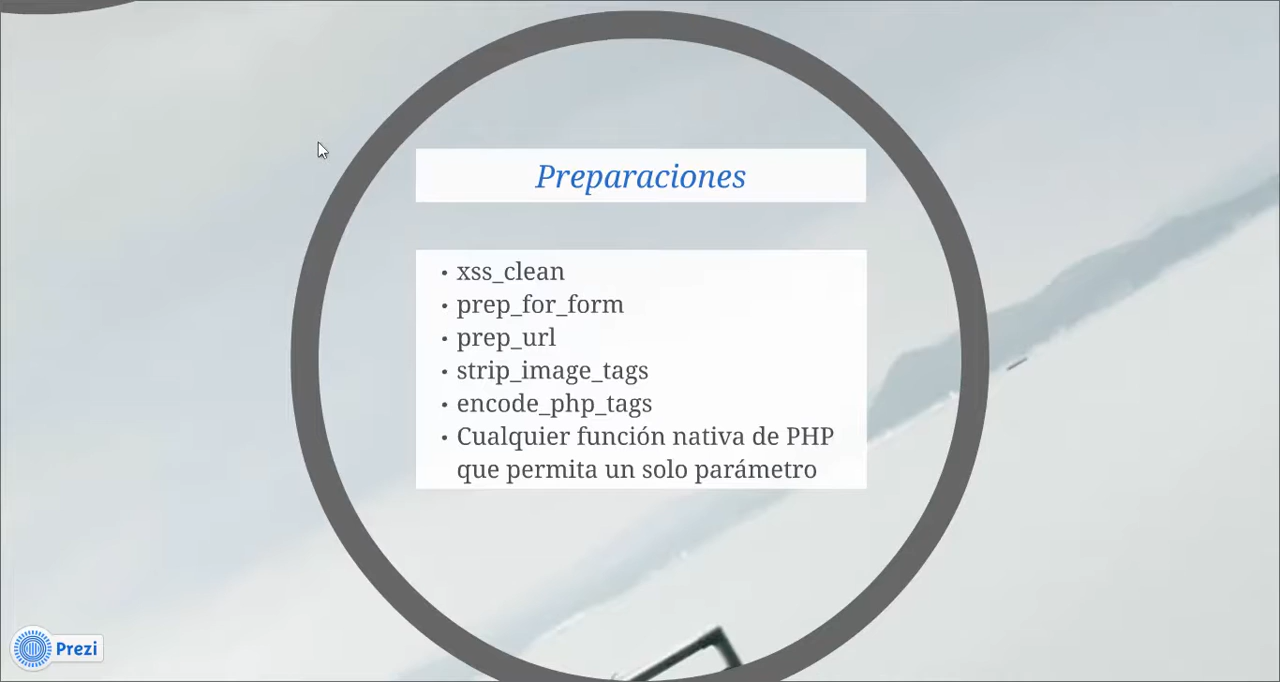 Preparaciones
• xss_clean
• prep_for_form
• prep_url
• strip_image_tags
• encode_php_tags
• Cualquier función nativa de PHP
que permita un solo parámetro
Prezi